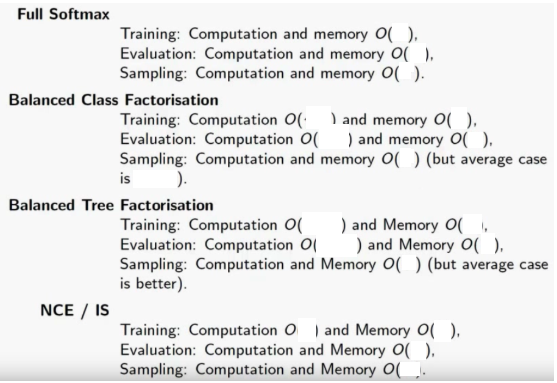 Full Softmax
Training: Computation and memory O( ),
Evaluation: Computation and memory O( ),
Sampling: Computation and memory O( ).
Balanced Class Factorisation
Training: Computation O( ) and memory O( ),
Evaluation: Computation O( ) and memory O( ),
Sampling: Computation and memory O( ) (but average case
is ).
Balanced Tree Factorisation
Training: Computation O( ) and Memory O( ,
Evaluation: Computation O( ) and Memory O( ),
Sampling: Computation and Memory O( ) (but average case
is better).
NCE / IS
Training: Computation O ) and Memory O( ),
Evaluation: Computation and Memory O( ),
Sampling: Computation and Memory O( .